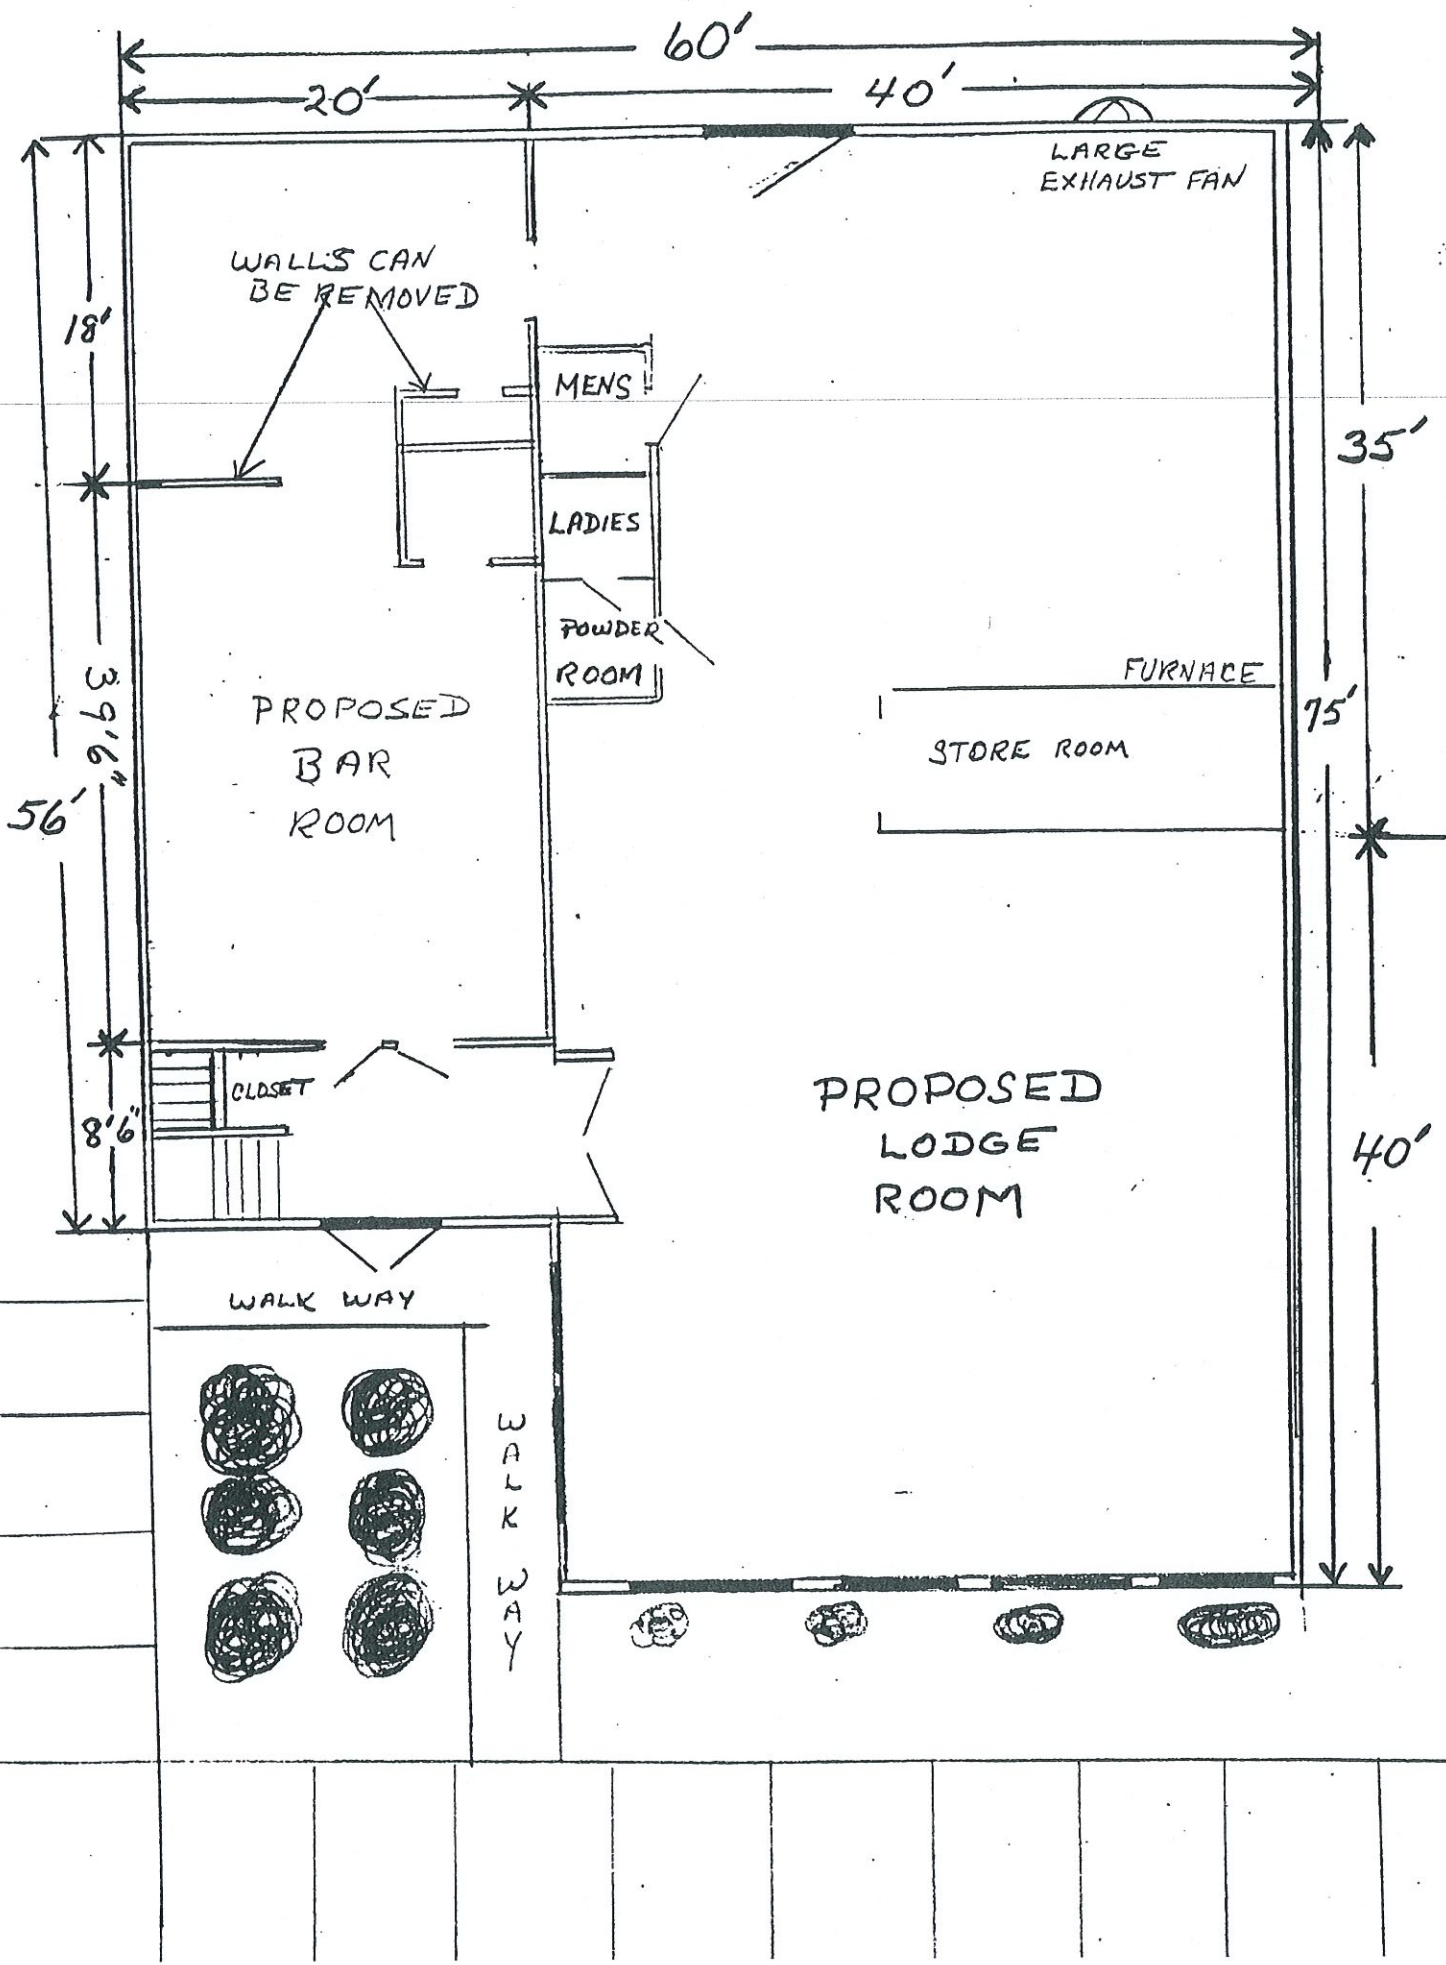 60'
20'
40'
LARGE
EXHAUST FAN
WALLS CAN
BE REMOVED
18'
MENS
35'
LADIES
POWDER
ROOM
FURNACE
39'6"
PROPOSED
BAR
ROOM
75'
STORE ROOM
56'
CLOSET
8'6"
PROPOSED
LODGE
ROOM
40'
WALK WAY
WALK WAY